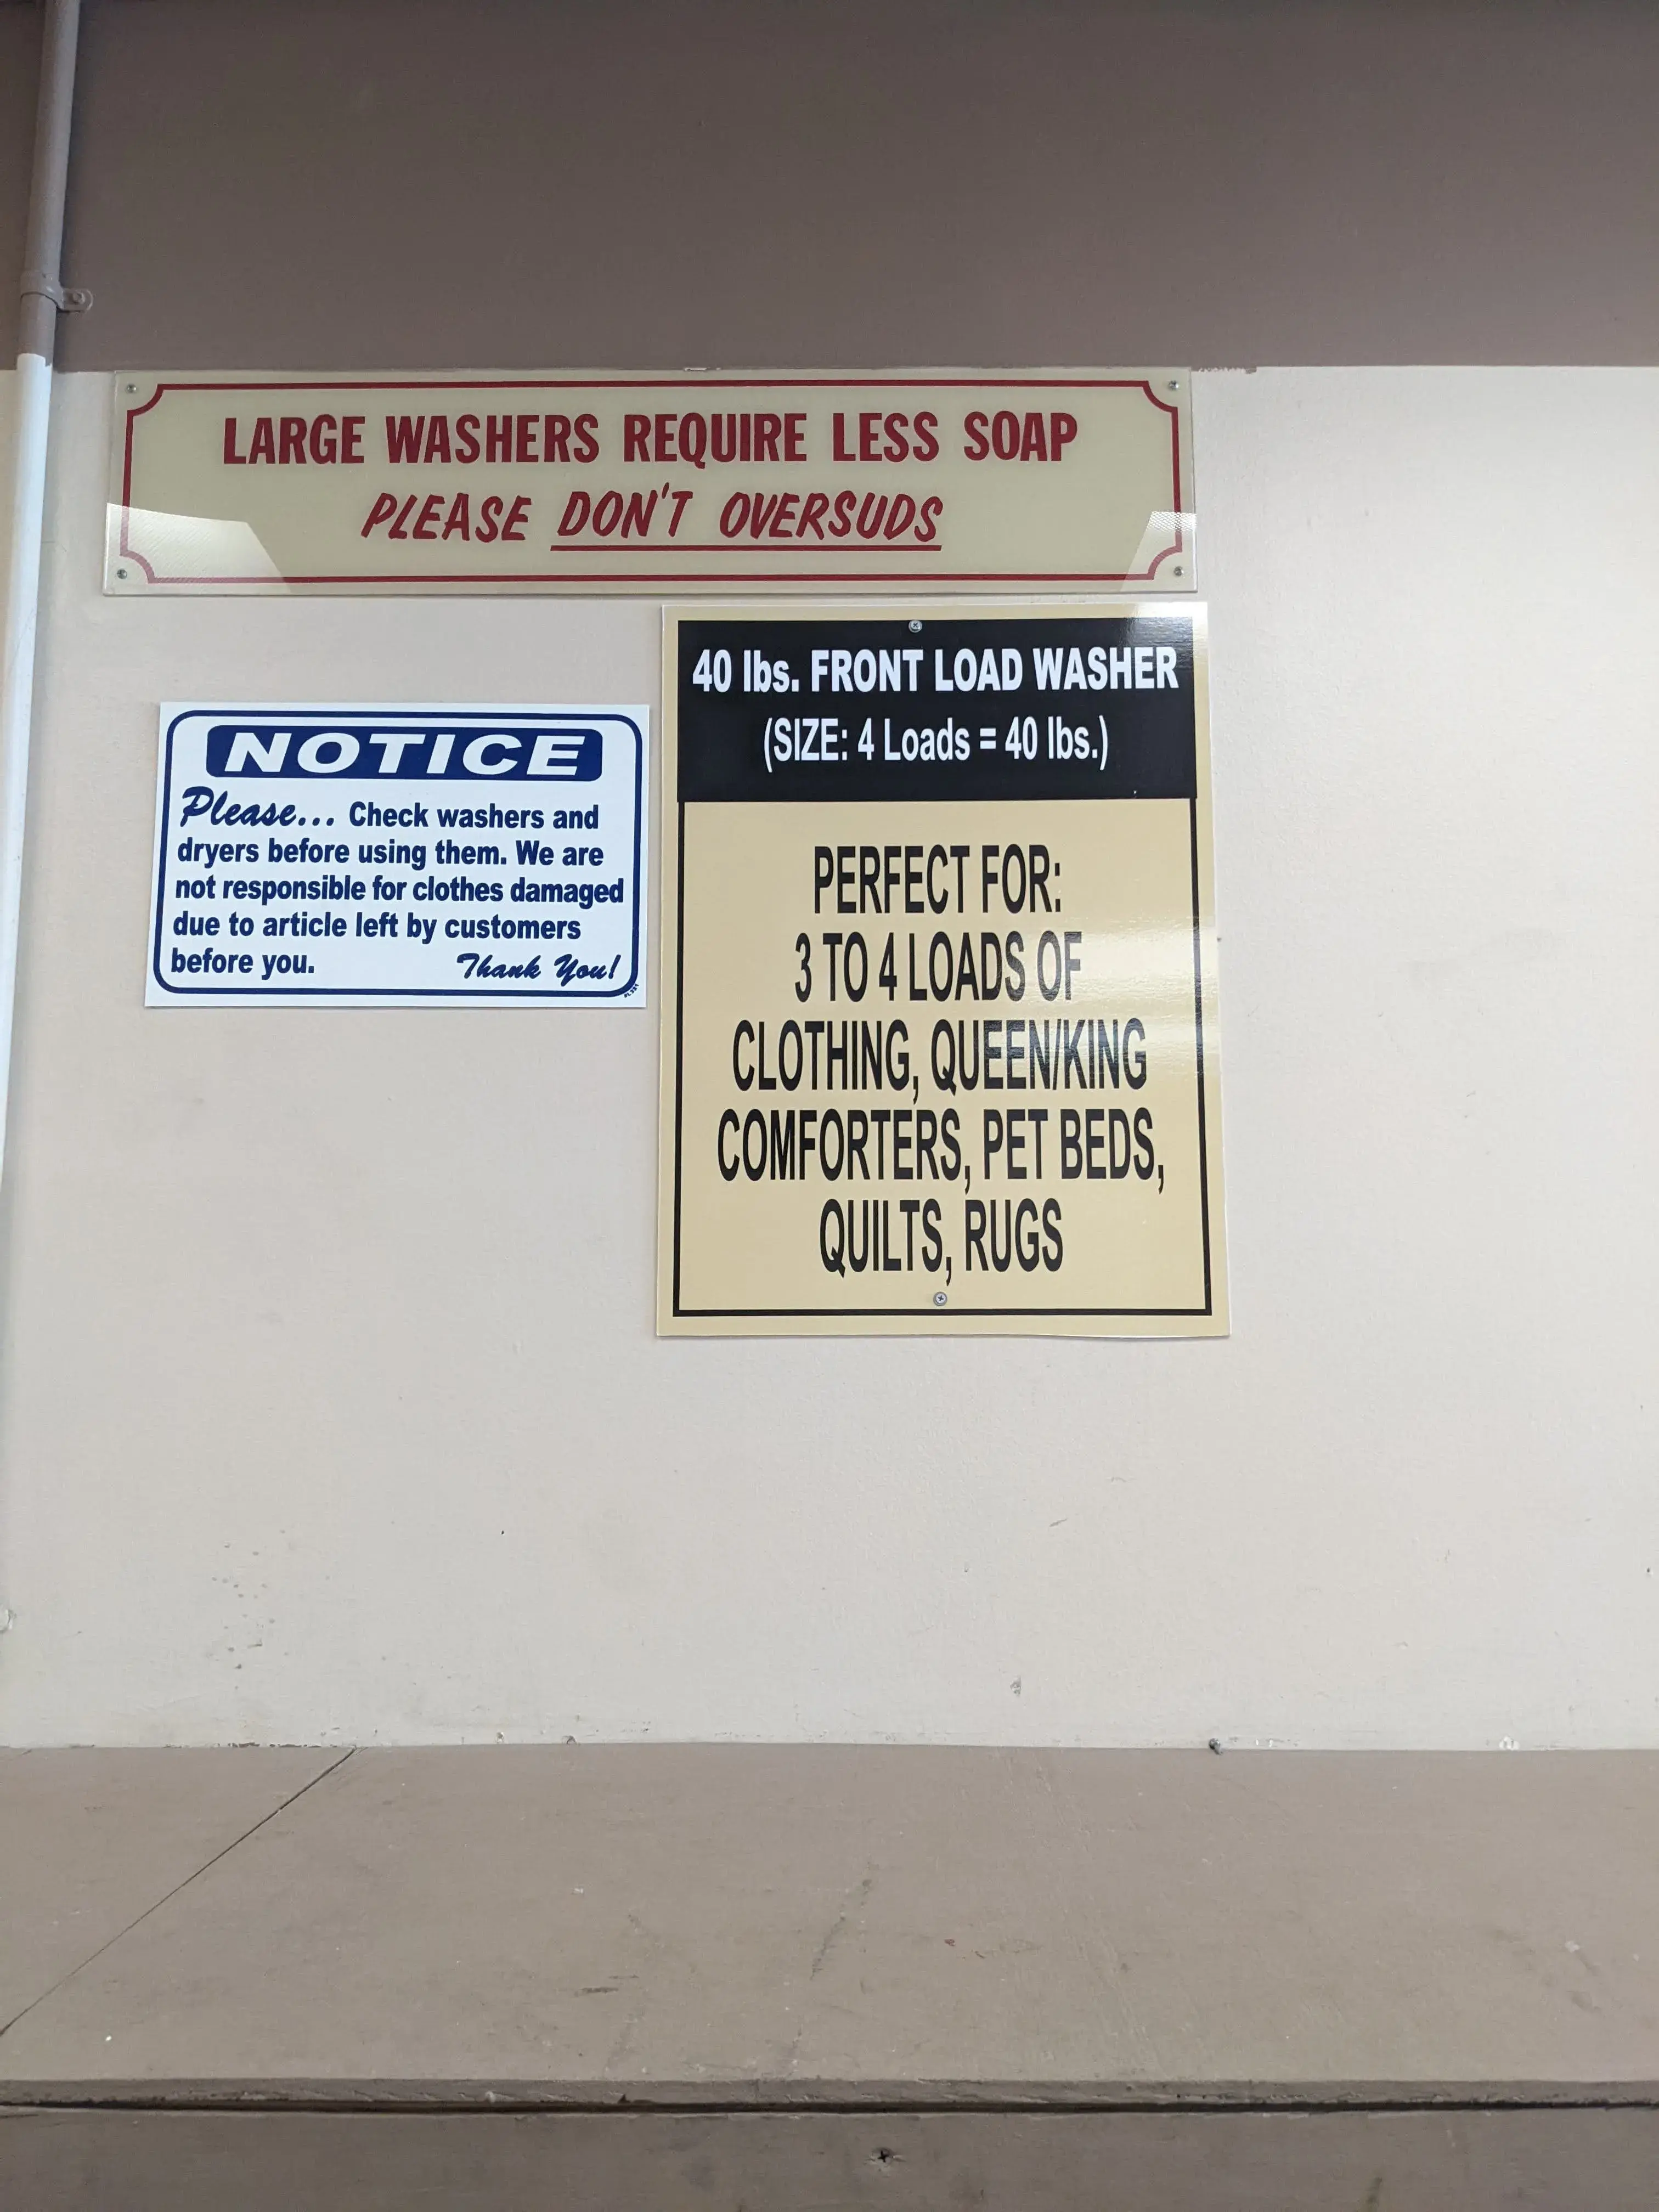 LARGE WASHERS REQUIRE LESS SOAP
PLEASE DON'T OVERSUDS
NOTICE
Please... Check washers and
dryers before using them. We are
not responsible for clothes damaged
due to article left by customers
before you. Thank You!
40 lbs. FRONT LOAD WASHER
(SIZE: 4 Loads = 40 lbs.)
PERFECT FOR:
3 TO 4 LOADS OF
CLOTHING, QUEEN/KING
COMFORTERS, PET BEDS,
QUILTS, RUGS